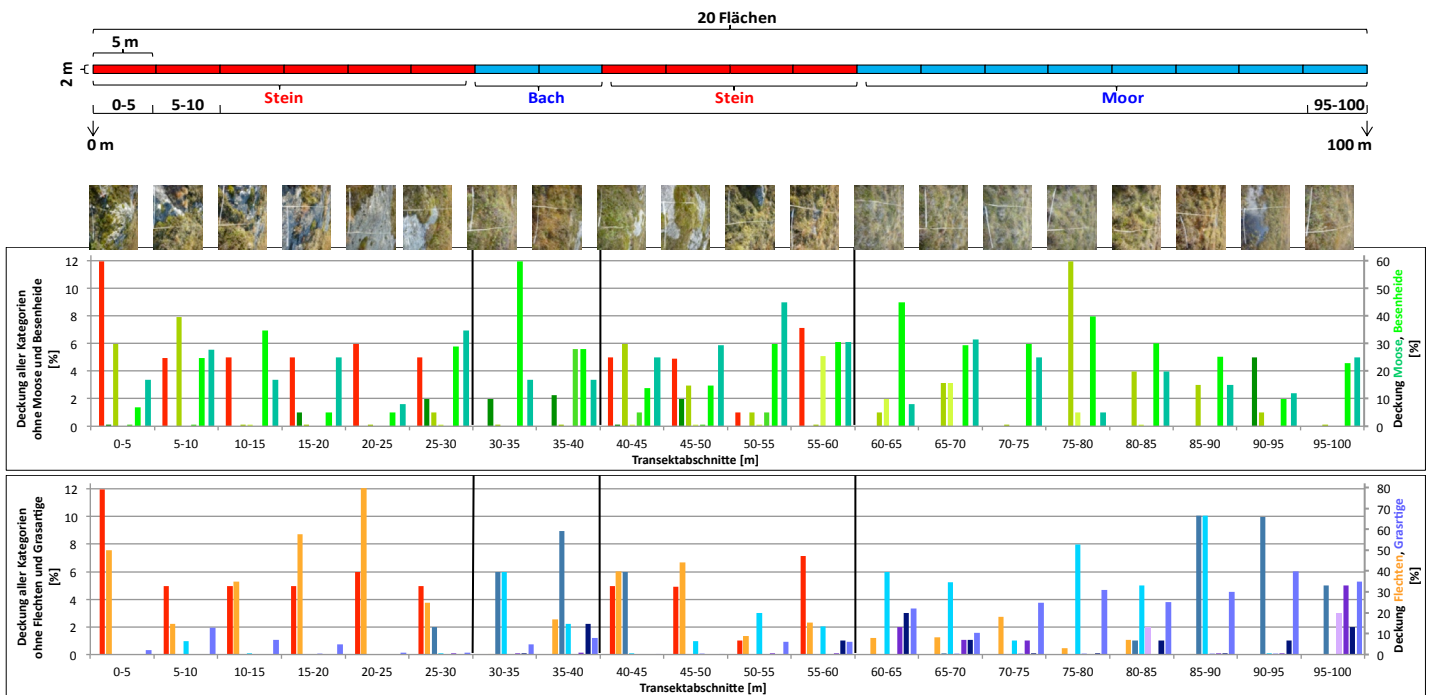 20 Flächen
5 m
2 m
Stein Bach Stein Moor
0-5 5-10 95-100
0 m 100 m
Deckung aller Kategorien
ohne Moose und Besenheide
[%]
12
10
8
6
4
2
0
60
50
40
30
20
10
0
Deckung Moose, Besenheide
[%]
0-5 5-10 10-15 15-20 20-25 25-30 30-35 35-40 40-45 45-50 50-55 55-60 60-65 65-70 70-75 75-80 80-85 85-90 90-95 95-100
Transektabschnitte [m]
Deckung aller Kategorien
ohne Flechten und Grasartige
[%]
12
10
8
6
4
2
0
80
70
60
50
40
30
20
10
0
Deckung Flechten, Grasrtige
[%]
0-5 5-10 10-15 15-20 20-25 25-30 30-35 35-40 40-45 45-50 50-55 55-60 60-65 65-70 70-75 75-80 80-85 85-90 90-95 95-100
Transektabschnitte [m]